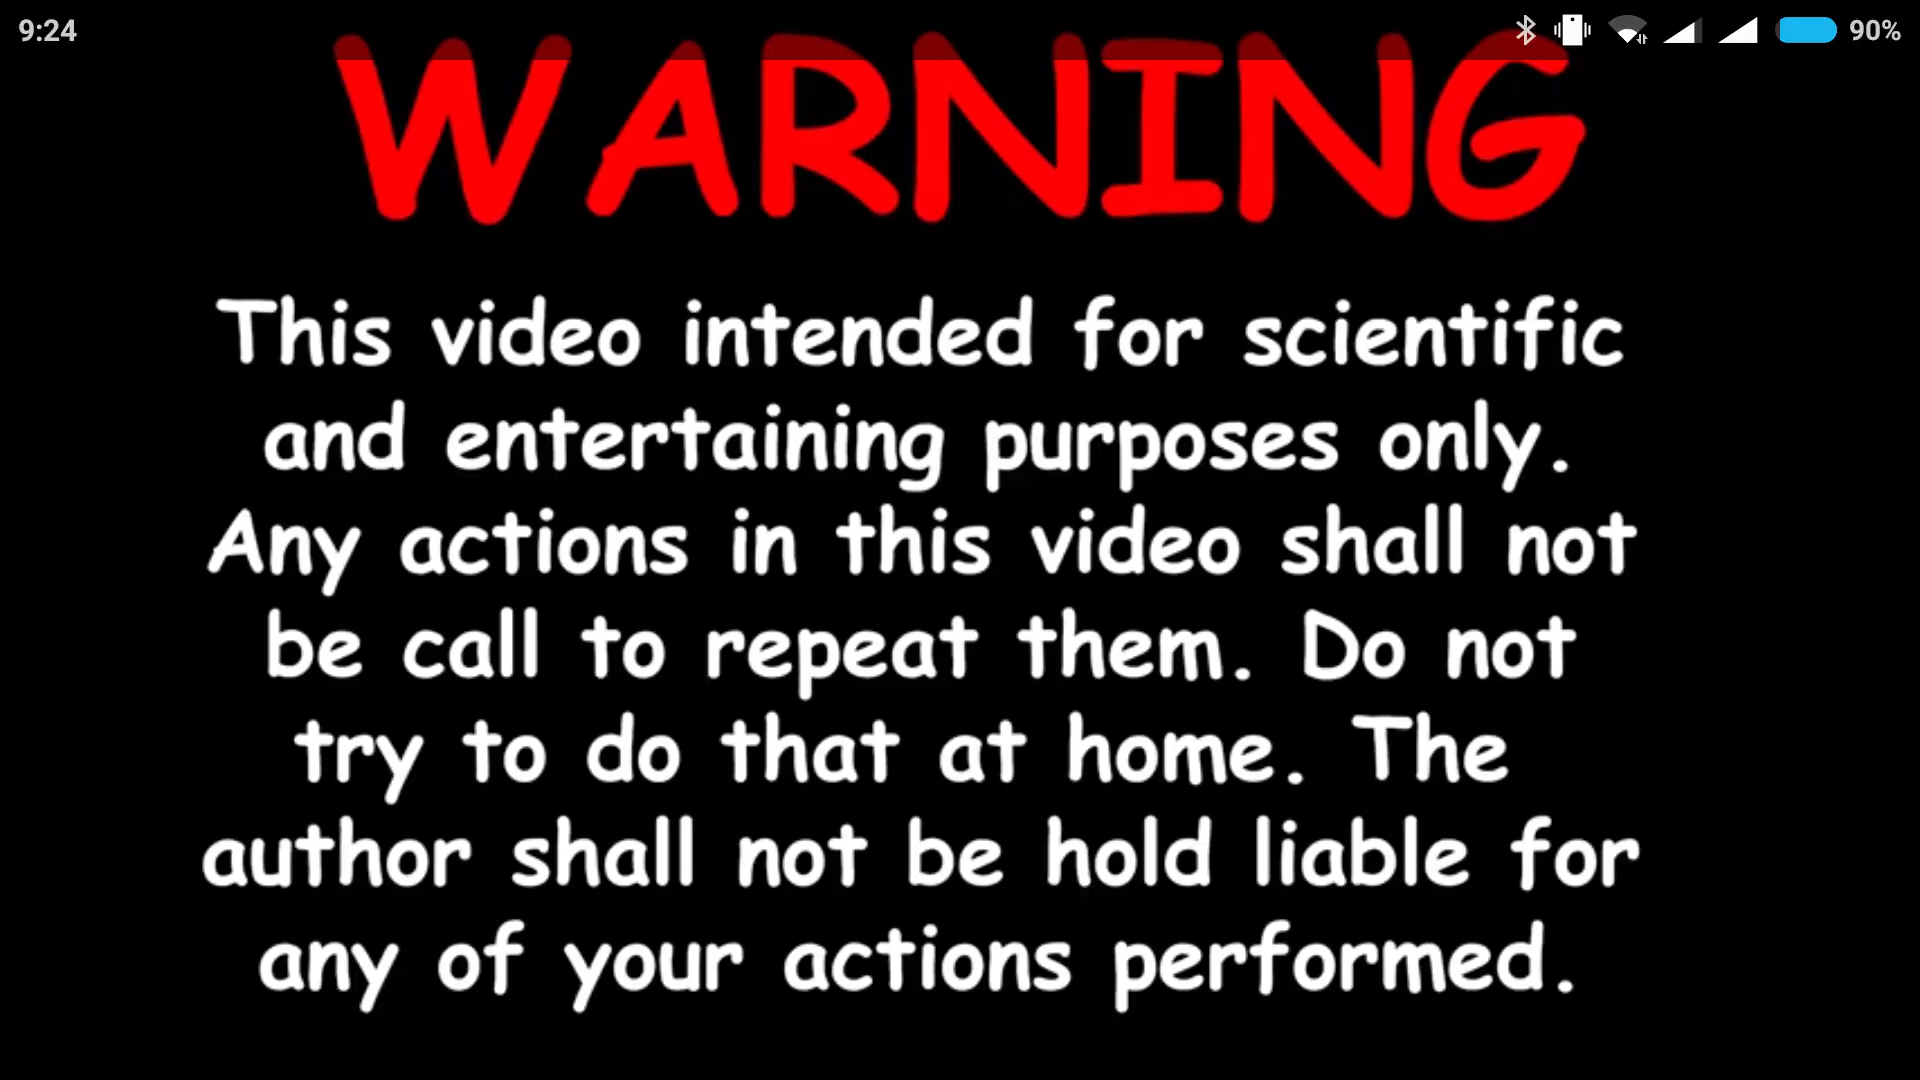 9:24
90%
WARNING
This video intended for scientific
and entertaining purposes only.
Any actions in this video shall not
be call to repeat them. Do not
try to do that at home. The
author shall not be hold liable for
any of your actions performed.